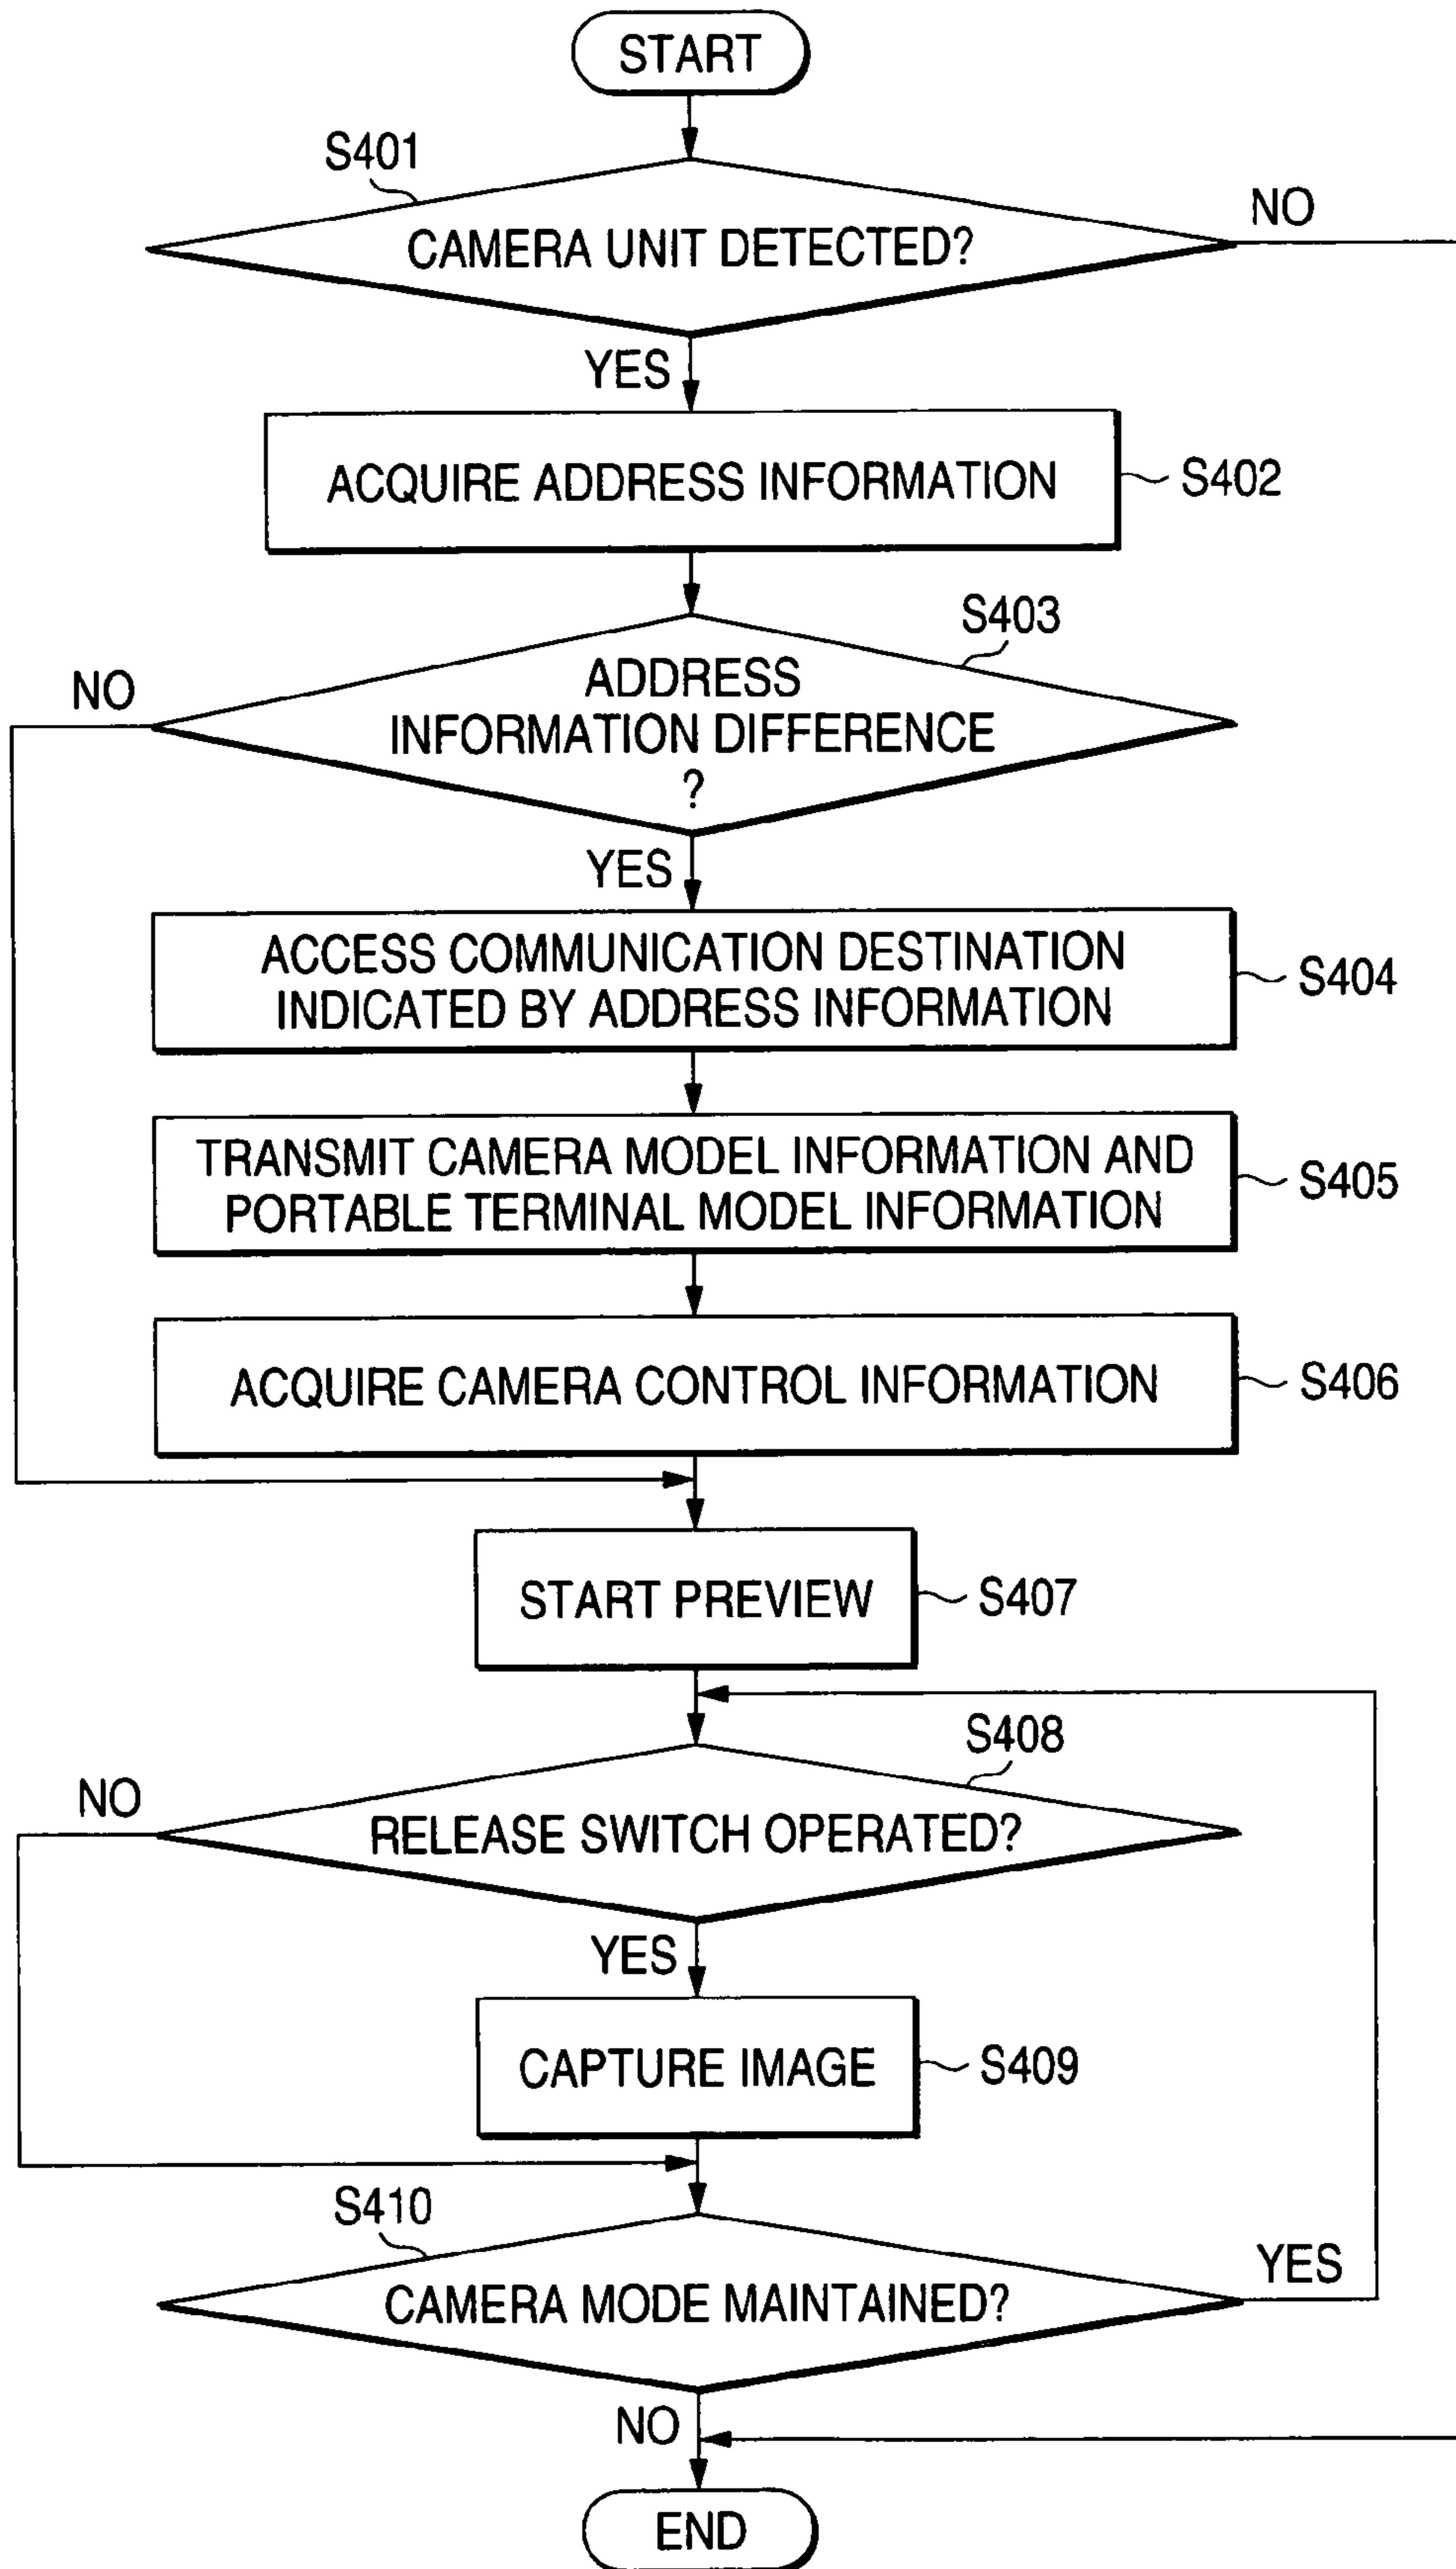 START
S401
NO
CAMERA UNIT DETECTED?
YES
ACQUIRE ADDRESS INFORMATION
S402
S403
NO
ADDRESS
INFORMATION DIFFERENCE
?
YES
ACCESS COMMUNICATION DESTINATION
INDICATED BY ADDRESS INFORMATION
S404
TRANSMIT CAMERA MODEL INFORMATION AND
PORTABLE TERMINAL MODEL INFORMATION
S405
ACQUIRE CAMERA CONTROL INFORMATION
S406
START PREVIEW
S407
S408
NO
RELEASE SWITCH OPERATED?
YES
CAPTURE IMAGE
S409
S410
YES
CAMERA MODE MAINTAINED?
NO
END